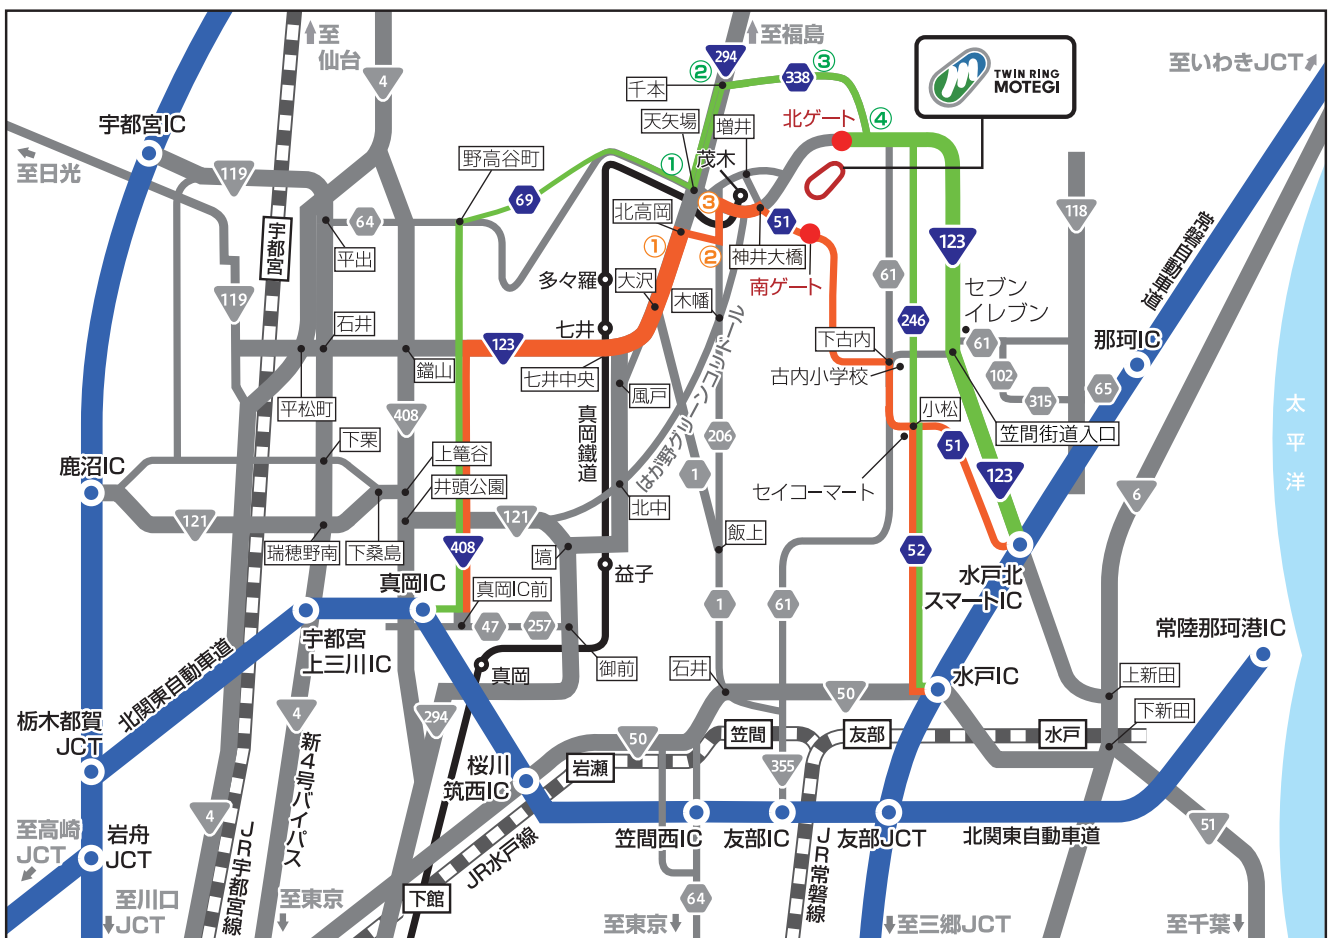 至
仙台
4
294
至福島
TWIN RING
MOTEGI
至いわきJCT
338
②
③
④
千本
天矢場
増井
北ゲート
宇都宮IC
至日光
119
野高谷町
①
茂木
69
64
宇都宮
平出
北高岡
③
①
②
51
神井大橋
南ゲート
118
常磐自動車道
123
61
多々羅
大沢
木幡
119
石井
七井
セブン
イレブン
246
下古内
61
那珂IC
123
鐺山
七井中央
風戸
古内小学校
102
315
65
太平洋
平松町
408
真岡鐵道
はが野グリーンコットロール
小松
笠間街道入口
下栗
206
51
鹿沼IC
上篭谷
井頭公園
1
セイコーマート
123
6
121
北中
121
瑞穂野南
下桑島
408
塙
飯上
52
水戸北
スマートIC
真岡IC
真岡IC前
益子
1
61
47
257
御前
宇都宮
上三川IC
常陸那珂港IC
北関東自動車道
真岡
石井
50
水戸IC
上新田
下新田
栃木都賀
JCT
4
新4号バイパス
294
50
笠間
友部
水戸
桜川
筑西IC
岩瀬
355
4
至高崎
JCT
岩舟
JCT
JR宇都宮線
JR水戸線
笠間西IC
友部IC
JR常磐線
友部JCT
北関東自動車道
51
至川口
JCT
至東京
下館
64
至東京
至三郷JCT
至千葉